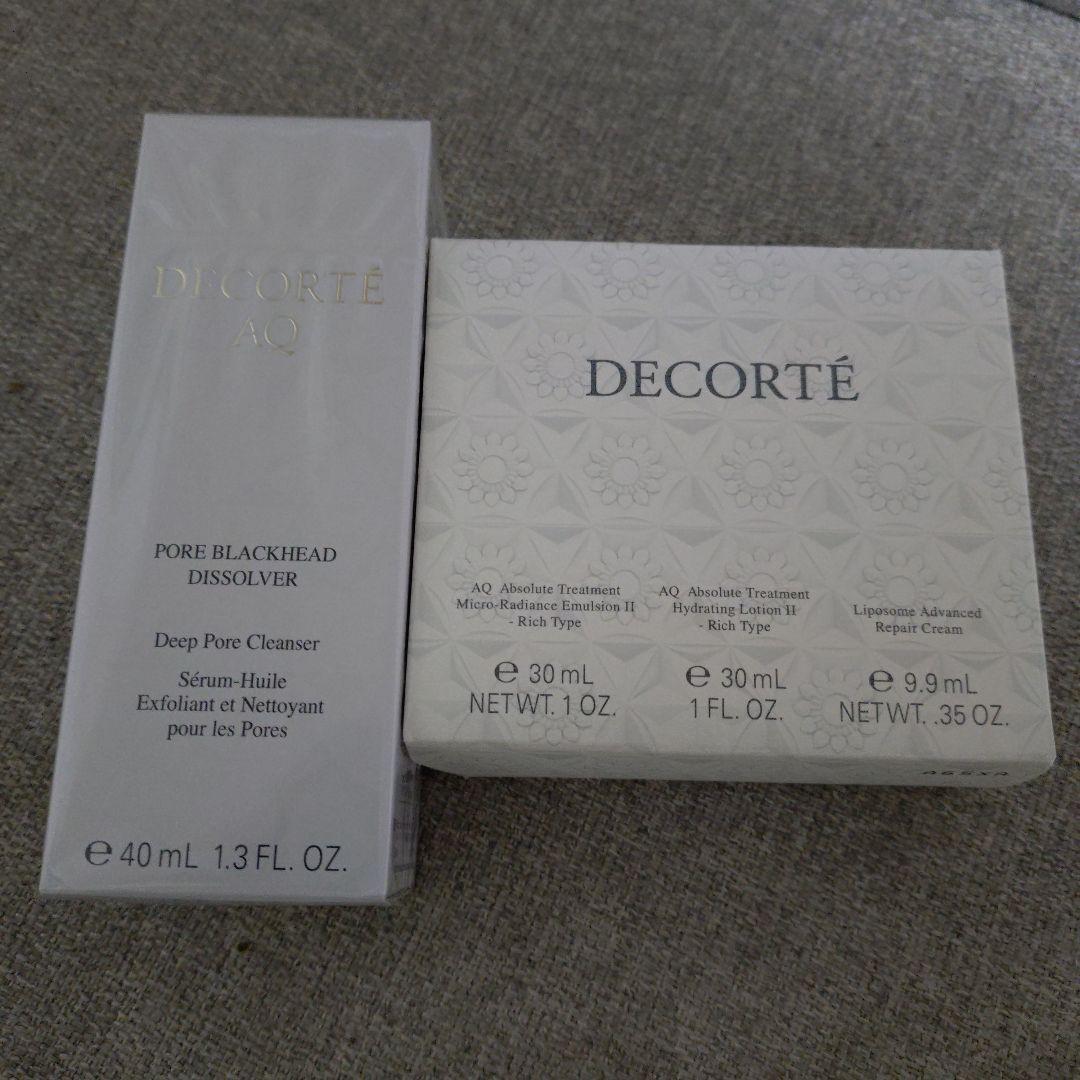 DECORTÉ
AQ
PORE BLACKHEAD
DISSOLVER
Deep Pore Cleanser
Sérum-Huile
Exfoliant et Nettoyant
pour les Pores
℮ 40 mL 1.3 FL. OZ.
DECORTÉ
AQ Absolute Treatment
Micro-Radiance Emulsion II
- Rich Type
℮ 30 mL
NETWT. 1 OZ.
AQ Absolute Treatment
Hydrating Lotion II
- Rich Type
℮ 30 mL
1 FL. OZ.
Liposome Advanced
Repair Cream
℮ 9.9 mL
NETWT. .35 OZ.